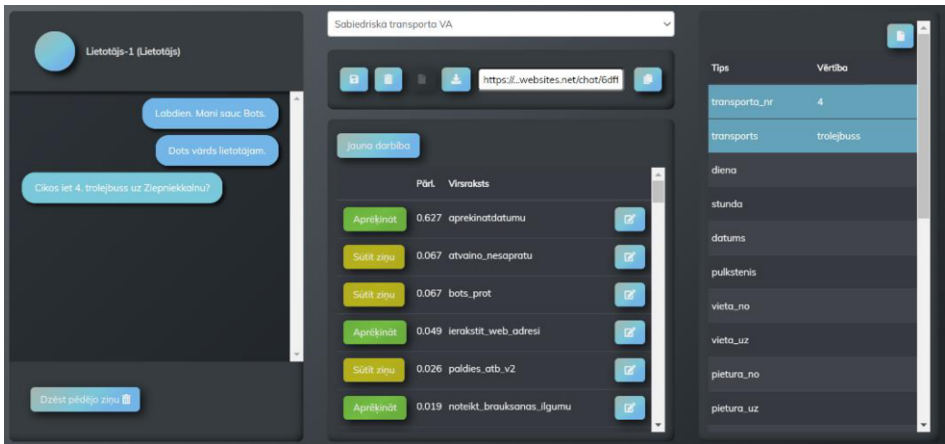 Lietotājs-1 (Lietotājs)
Labdien. Mani sauc Bots.
Dots vārds lietotājam.
Cikos iet 4. trolejbuss uz Ziepniekkalnu?
Dzēst pēdējo ziņu
Sabiedriskā transporta VA
https://...websites.net/chat/6dff
Jauna darbība
Pārl. Virsraksts
Aprēķināt 0.627 aprekinatdatumu
Sūtīt ziņu 0.067 atvaino_nesapratu
Sūtīt ziņu 0.067 bots_prot
Aprēķināt 0.049 ierakstit_web_adresi
Sūtīt ziņu 0.026 paldies_atb_v2
Aprēķināt 0.019 noteikt_brauksanas_ilgumu
Tips Vērtība
transporta_nr 4
transports trolejbuss
diena
stunda
datums
pulkstenis
vieta_no
vieta_uz
pietura_no
pietura_uz